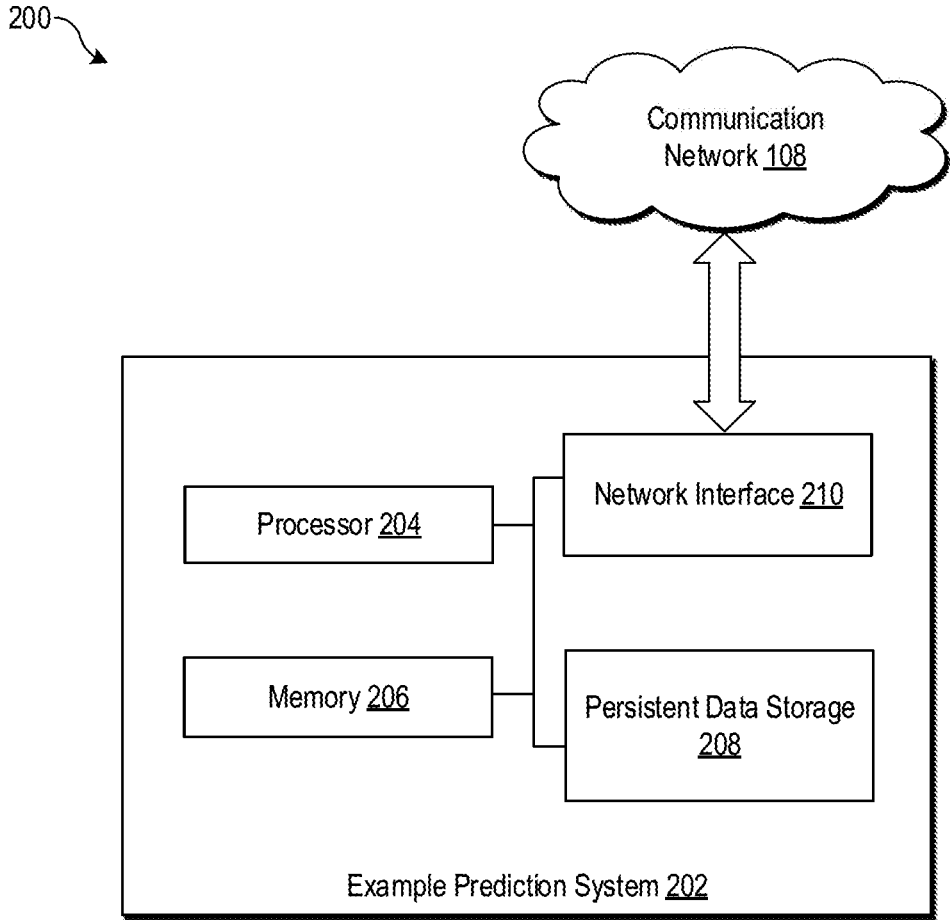 200
Communication
Network 108
Network Interface 210
Processor 204
Memory 206
Persistent Data Storage
208
Example Prediction System 202